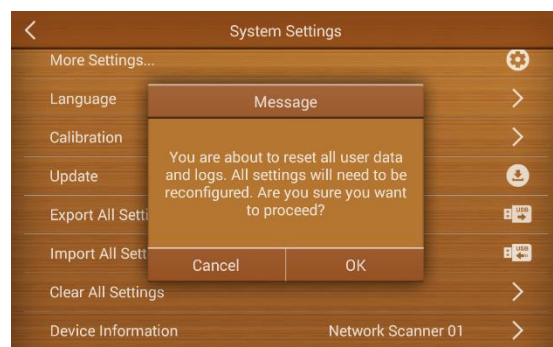 System Settings
More Settings...
Language
Calibration
Update
Export All Setti
USB
Import All Sett
USB
Clear All Settings
Device Information Network Scanner 01
Message
You are about to reset all user data
and logs. All settings will need to be
reconfigured. Are you sure you want
to proceed?
Cancel OK